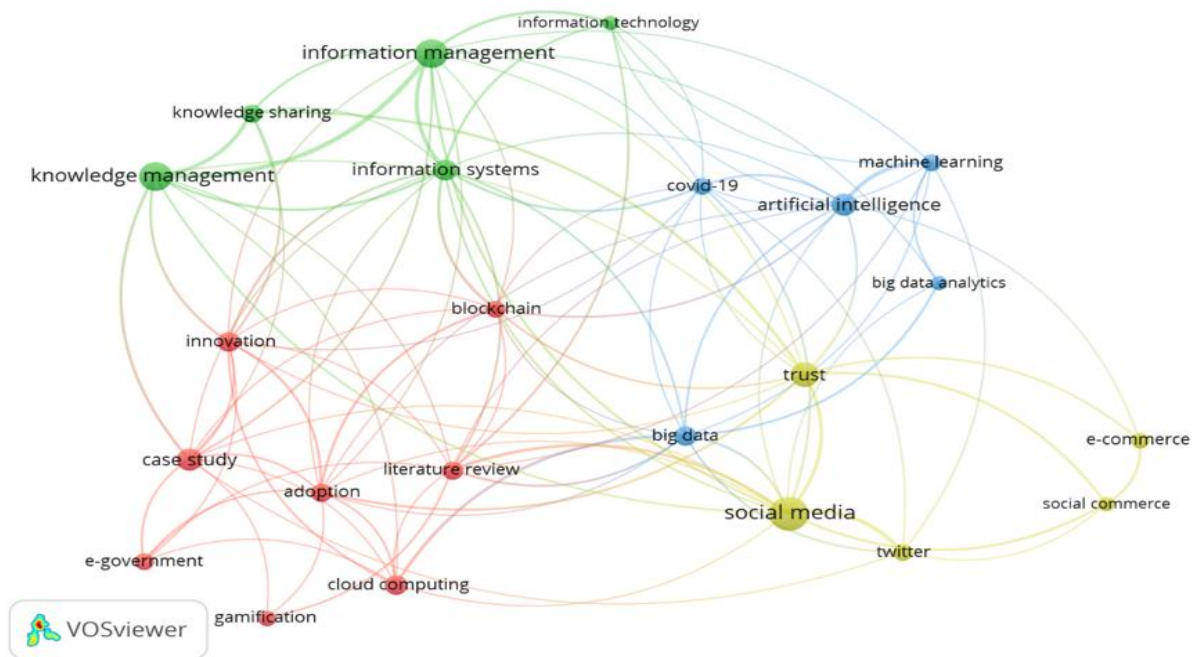 information technology
information management
knowledge sharing
machine learning
knowledge management
information systems
covid-19
artificial intelligence
big data analytics
blockchain
innovation
trust
big data
e-commerce
case study
literature review
adoption
social commerce
social media
twitter
e-government
cloud computing
gamification
VOSviewer